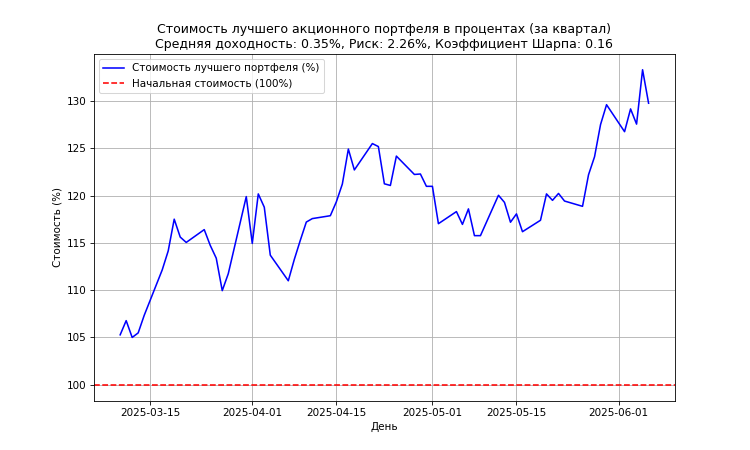 Стоимость лучшего акционного портфеля в процентах (за квартал)
Средняя доходность: 0.35%, Риск: 2.26%, Коэффициент Шарпа: 0.16
Стоимость лучшего портфеля (%)
Начальная стоимость (100%)
Стоимость (%)
130
125
120
115
110
105
100
2025-03-15 2025-04-01 2025-04-15 2025-05-01 2025-05-15 2025-06-01
День